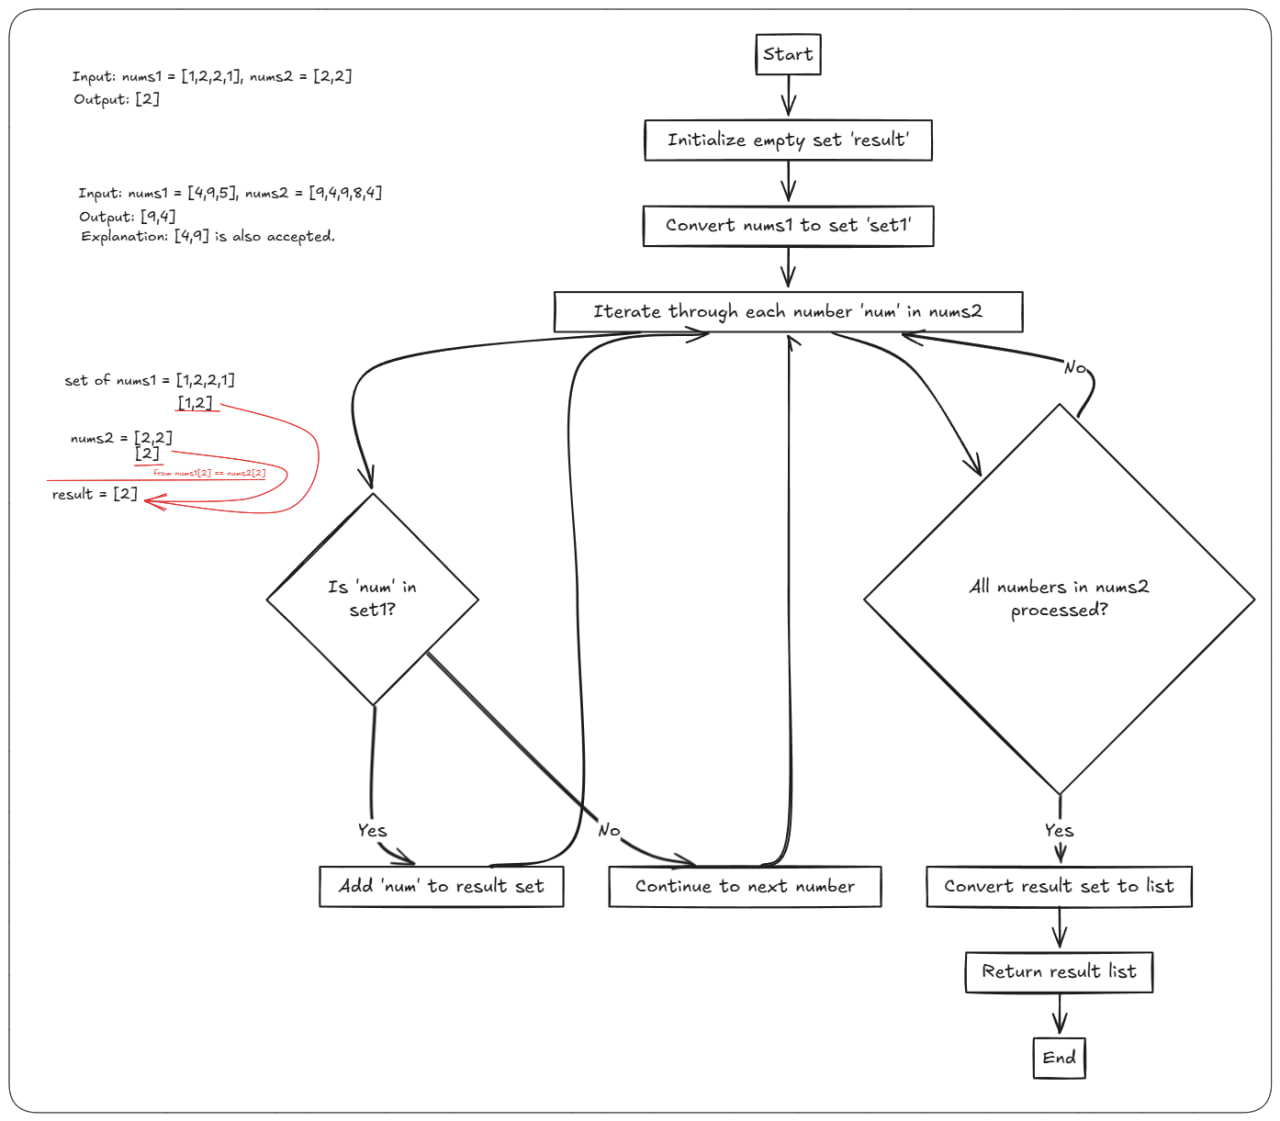 Input: nums1 = [1,2,2,1], nums2 = [2,2]
Output: [2]
Input: nums1 = [4,9,5], nums2 = [9,4,9,8,4]
Output: [9,4]
Explanation: [4,9] is also accepted.
set of nums1 = [1,2,2,1]
[1,2]
nums2 = [2,2]
[2]
from nums1[2] == nums2[2]
result = [2]
Start
Initialize empty set 'result'
Convert nums1 to set 'set1'
Iterate through each number 'num' in nums2
No
Is 'num' in
set1?
All numbers in nums2
processed?
Yes
No
Yes
Add 'num' to result set
Continue to next number
Convert result set to list
Return result list
End